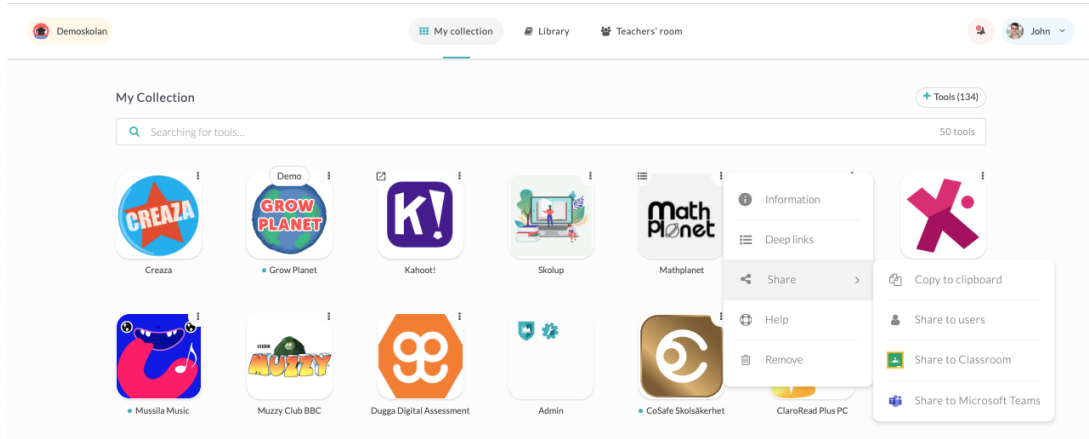 Demoskolan
My collection
Library
Teachers' room
John
My Collection
+ Tools (134)
Searching for tools...
50 tools
CREAZA
Creaza
Demo
GROW
PLANET
Grow Planet
K!
Kahoot!
Skolup
Math
Planet
Mathplanet
Information
Deep links
Share
Help
Remove
Copy to clipboard
Share to users
Share to Classroom
Share to Microsoft Teams
Mussila Music
BBC
MUZZY
Muzzy Club BBC
Dugga Digital Assessment
Admin
CoSafe Skolsäkerhet
ClaroRead Plus PC